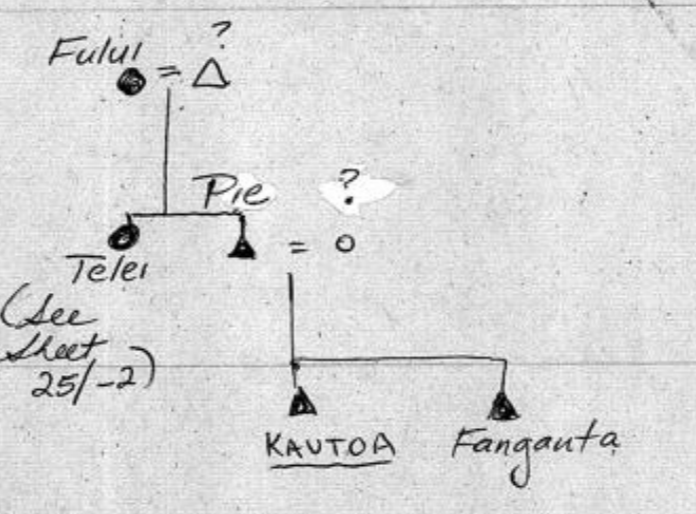 ?
Fului
=
Pie ?
=
Telei
(See
Sheet
25/-2)
KAUTOA Fanganta